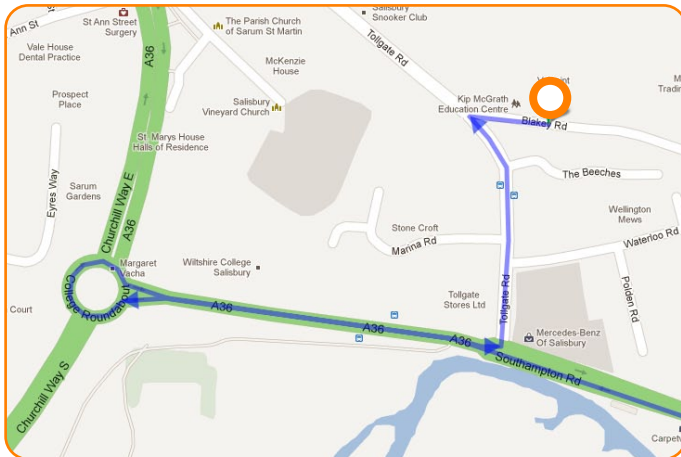 Salisbury
Snooker Club
St Ann Street
Surgery
Ann St
The Parish Church
of Sarum St Martin
Tollgate Rd
A36
Vale House
Dental Practice
McKenzie
House
Prospect
Place
Salisbury
Vineyard Church
Kip McGrath
Education Centre
Blakey Rd
St. Marys House
Halls of Residence
The Beeches
Eyres Way
Sarum
Gardens
Churchill Way E
A36
Wellington
Mews
Stone Croft
Marina Rd
Waterloo Rd
Margaret
Vacha
Wiltshire College
Salisbury
College Roundabout
Polden Rd
Court
Tollgate
Stores Ltd
Tollgate Rd
A36
A36
A36
Mercedes-Benz
Of Salisbury
Southampton Rd
Churchill Way S